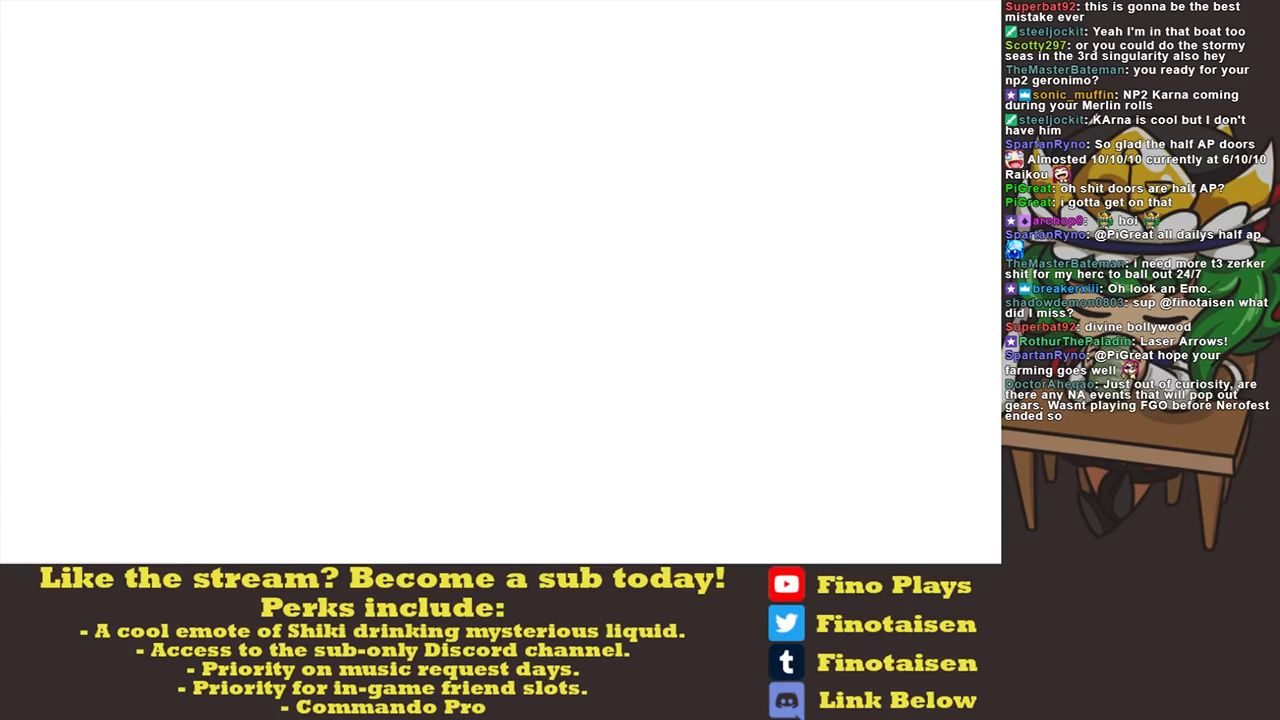 Superbat92: this is gonna be the best
mistake ever
steeljockit: Yeah I'm in that boat too
Scotty297: or you could do the stormy
seas in the 3rd singularity also hey
TheMasterBateman: you ready for your
np2 geronimo?
sonic_muffin: NP2 Karna coming
during your Merlin rolls
steeljockit: KArna is cool but I don't
have him
SpartanRyno: So glad the half AP doors
Almosted 10/10/10 currently at 6/10/10
Raikou
PiGreat: oh shit doors are half AP?
PiGreat: i gotta get on that
archop8: hoi
SpartanRyno: @PiGreat all dailys half ap
TheMasterBateman: i need more t3 zerker
shit for my herc to ball out 24/7
breakerxiii: Oh look an Emo.
shadowdemon0803: sup @finotaisen what
did I miss?
Superbat92: divine bollywood
RothurThePaladin: Laser Arrows!
SpartanRyno: @PiGreat hope your
farming goes well
DoctorAhegao: Just out of curiosity, are
there any NA events that will pop out
gears. Wasnt playing FGO before Nerofest
ended so
Like the stream? Become a sub today!
Perks include:
- A cool emote of Shiki drinking mysterious liquid.
- Access to the sub-only Discord channel.
- Priority on music request days.
- Priority for in-game friend slots.
- Commando Pro
Fino Plays
Finotaisen
Finotaisen
Link Below